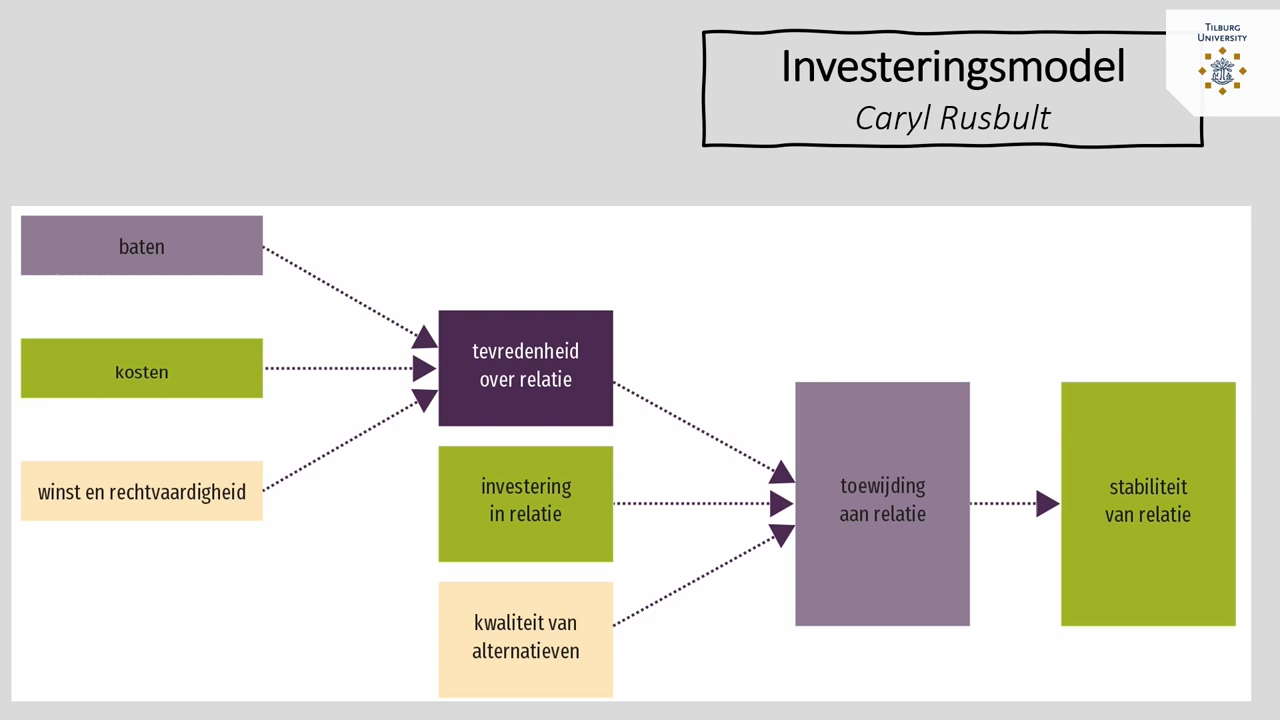 Investeringsmodel
Caryl Rusbult
TILBURG
UNIVERSITY
baten
kosten
winst en rechtvaardigheid
tevredenheid
over relatie
investering
in relatie
kwaliteit van
alternatieven
toewijding
aan relatie
stabiliteit
van relatie